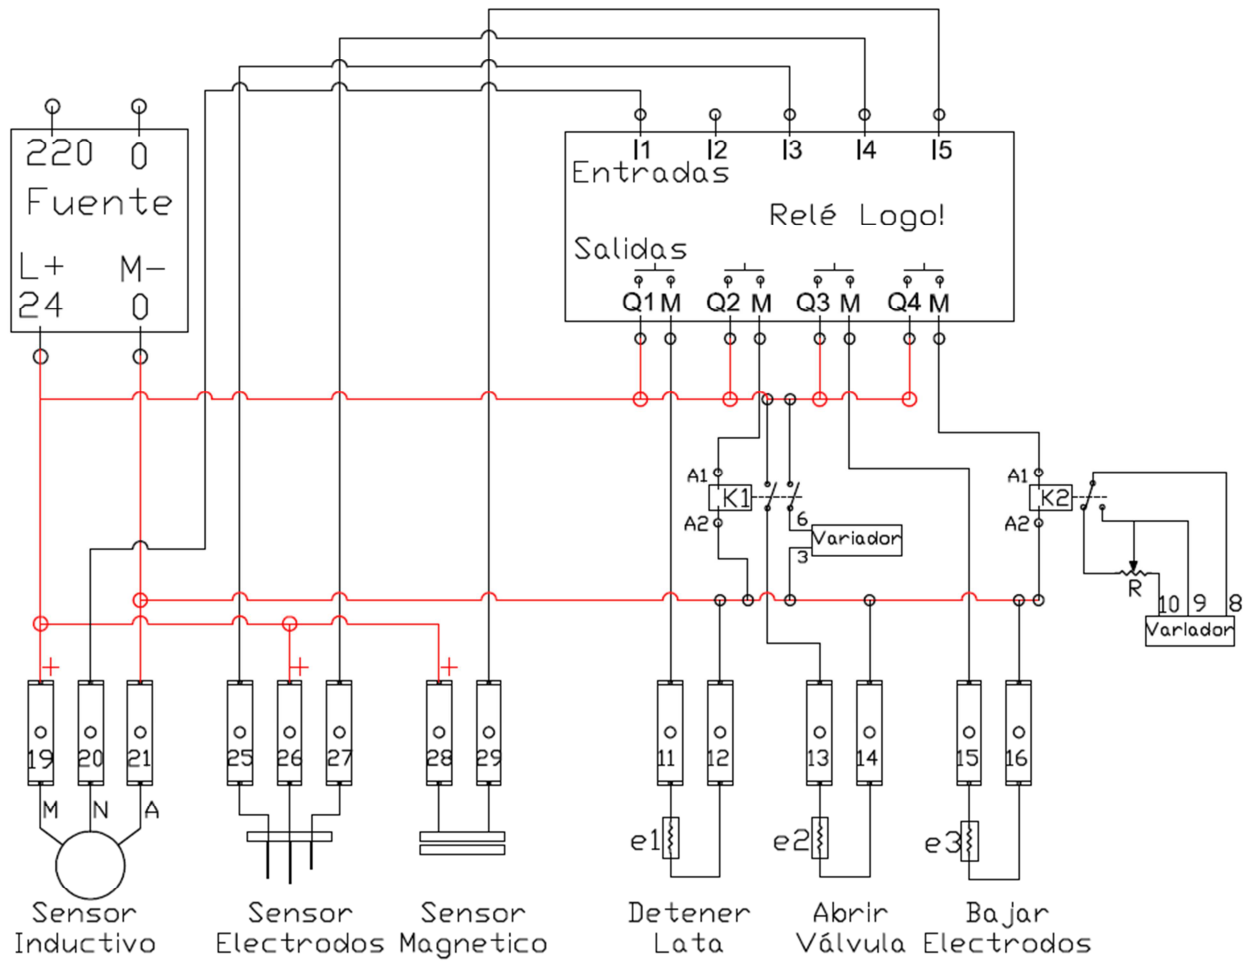 220 0
Fuente
L+ M-
24 0
I1 I2 I3 I4 I5
Entradas
Relé Logo!
Salidas
Q1 M Q2 M Q3 M Q4 M
A1
K1
A2
6
Variador
3
A1
K2
A2
R
10 9 8
Variador
+ + +
19 20 21 25 26 27 28 29 11 12 13 14 15 16
M N A
e1 e2 e3
Sensor
Inductivo
Sensor
Electrodos
Sensor
Magnetico
Detener
Lata
Abrir
Válvula
Bajar
Electrodos